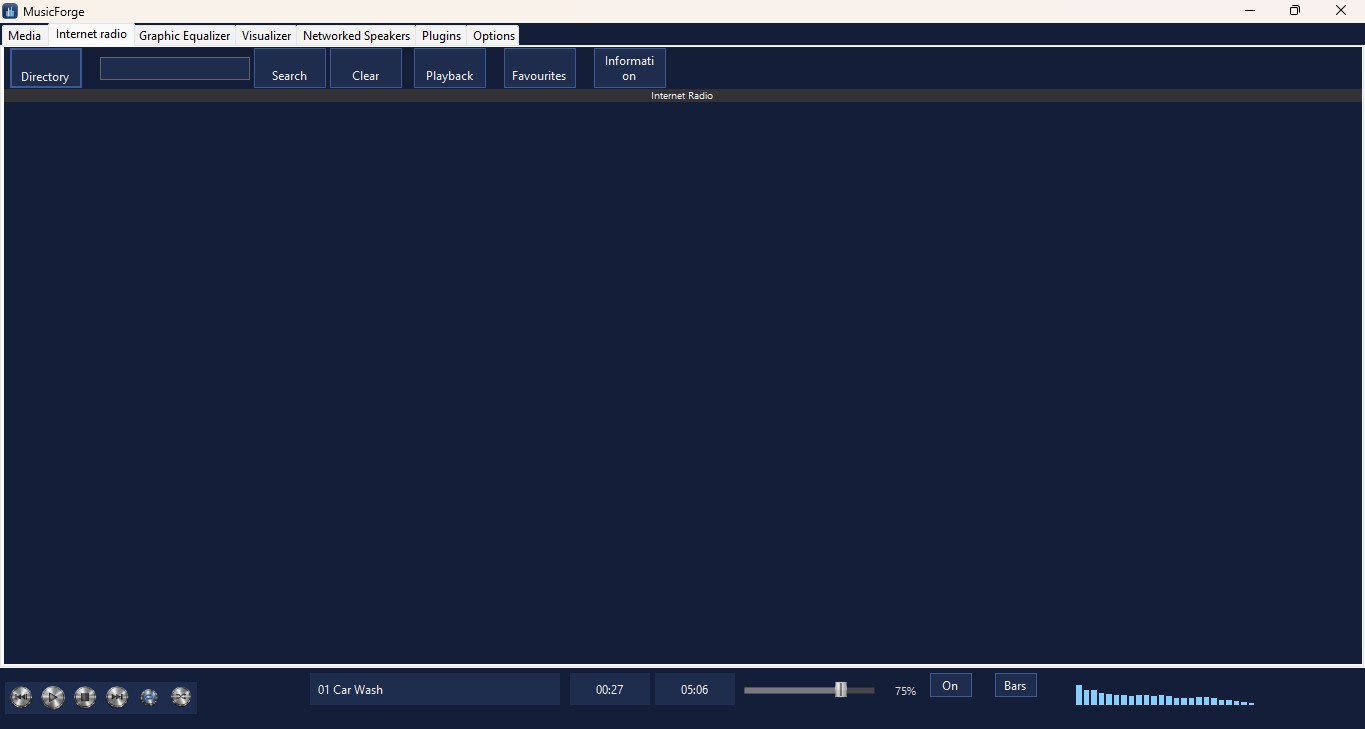 MusicForge
Media Internet radio Graphic Equalizer Visualizer Networked Speakers Plugins Options
Directory Search Clear Playback Favourites Informati
on
Internet Radio
01 Car Wash 00:27 05:06 75% On Bars